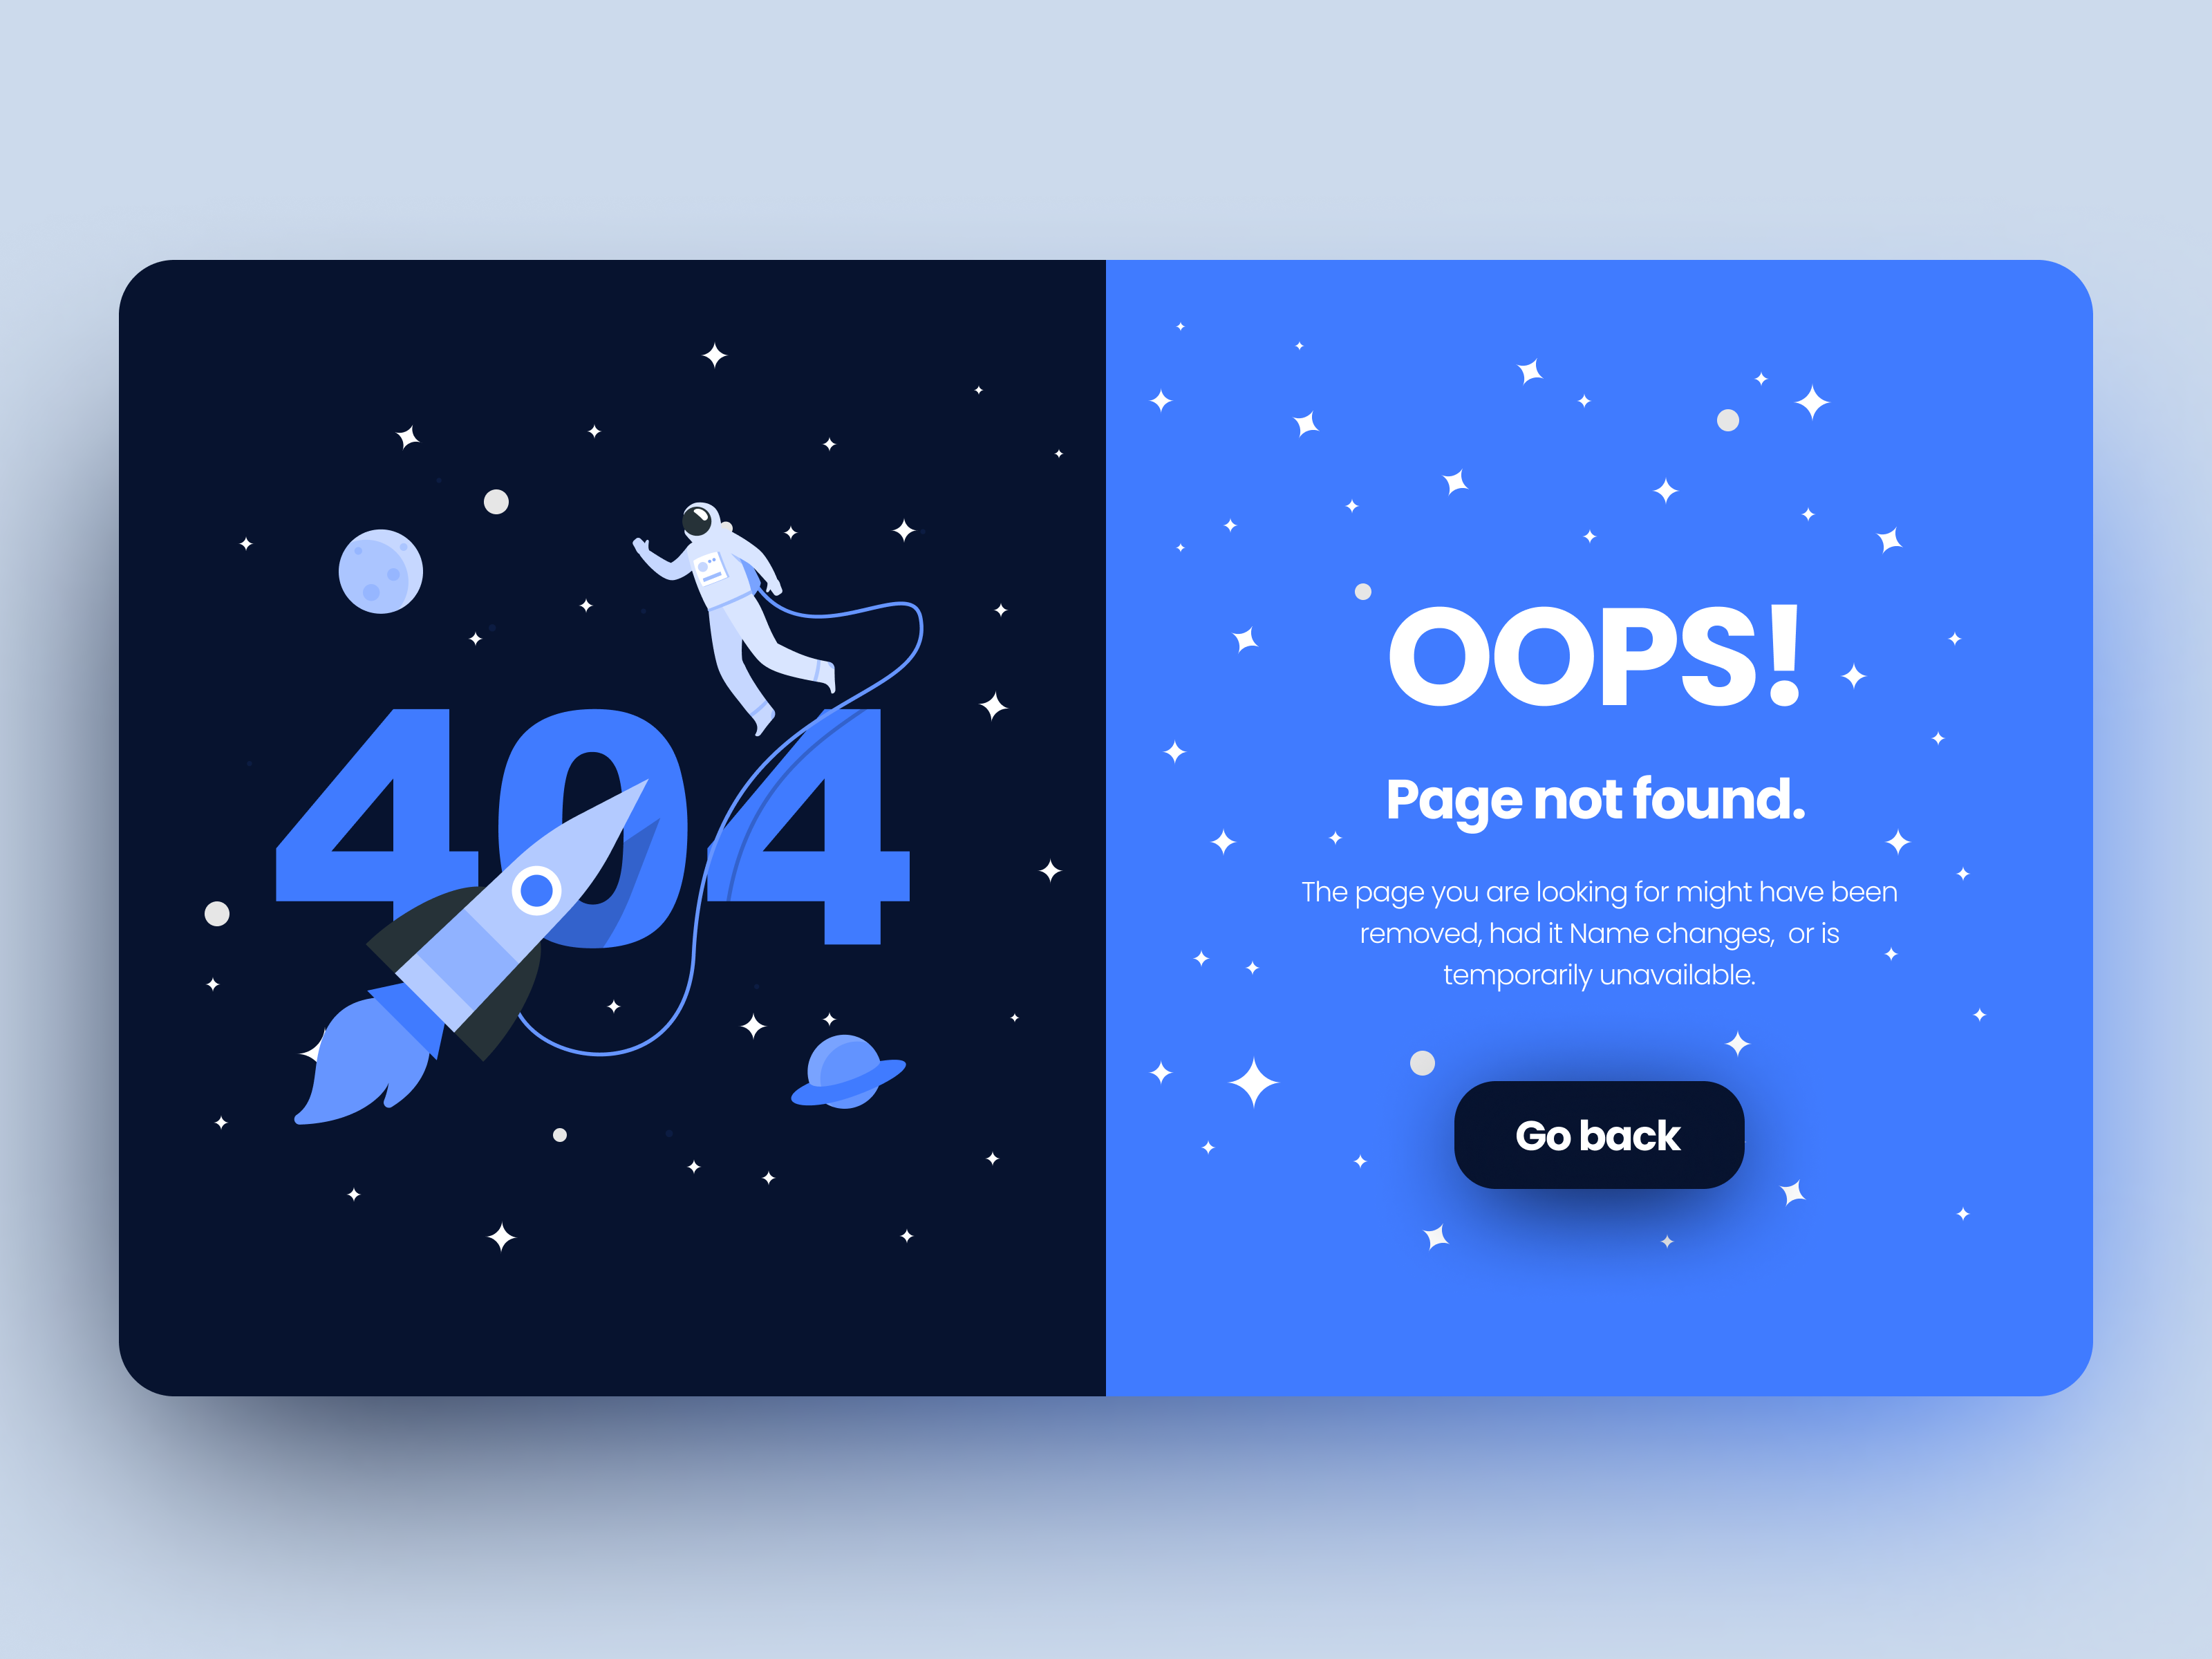 404
OOPS!
Page not found.
The page you are looking for might have been
removed, had it Name changes,  or is
temporarily unavailable.
Go back